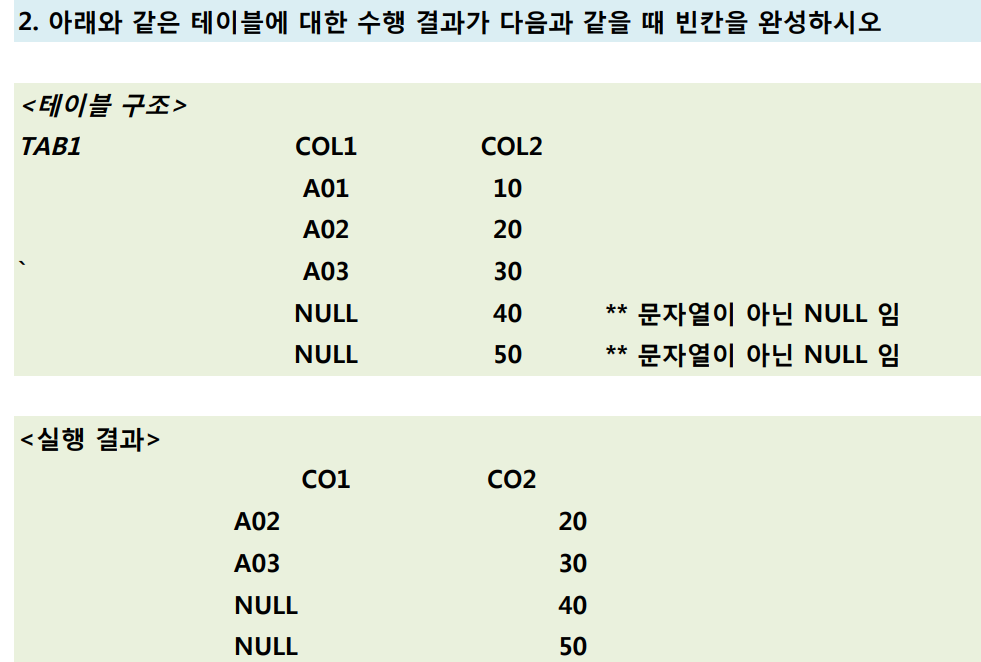 2. 아래와 같은 테이블에 대한 수행 결과가 다음과 같을 때 빈칸을 완성하시오
<테이블 구조>
TAB1 COL1 COL2
A01 10
A02 20
` A03 30
NULL 40 ** 문자열이 아닌 NULL 임
NULL 50 ** 문자열이 아닌 NULL 임
<실행 결과>
CO1 CO2
A02 20
A03 30
NULL 40
NULL 50